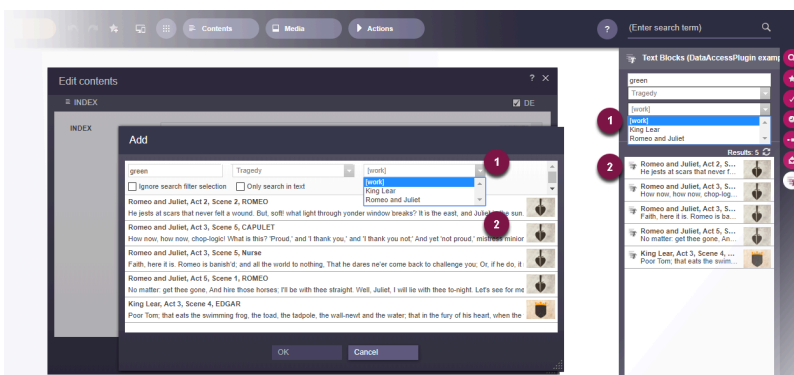 Contents
Media
Actions
?
(Enter search term)
Text Blocks (DataAccessPlugin examp
green
Tragedy
[work]
1
[work]
King Lear
Romeo and Juliet
Results: 5
2
Romeo and Juliet, Act 2, S...
He jests at scars that never f...
Romeo and Juliet, Act 3, S...
How now, how now, chop-log...
Romeo and Juliet, Act 3, S...
Faith, here it is. Romeo is ba...
Romeo and Juliet, Act 5, S...
No matter: get thee gone, An...
King Lear, Act 3, Scene 4, ...
Poor Tom; that eats the swim...
Edit contents
? ×
≡ INDEX
DE
INDEX
Add
green
Tragedy
[work]
1
Ignore search filter selection
Only search in text
[work]
King Lear
Romeo and Juliet
2
Romeo and Juliet, Act 2, Scene 2, ROMEO
He jests at scars that never felt a wound. But, soft! what light through yonder window breaks? It is the east, and Juliet is the sun.
Romeo and Juliet, Act 3, Scene 5, CAPULET
How now, how now, chop-logic! What is this? 'Proud,' and 'I thank you,' and 'I thank you not;' And yet 'not proud,' mistress minion
Romeo and Juliet, Act 3, Scene 5, Nurse
Faith, here it is. Romeo is banish'd; and all the world to nothing, That he dares ne'er come back to challenge you; Or, if he do, it
Romeo and Juliet, Act 5, Scene 1, ROMEO
No matter: get thee gone, And hire those horses; I'll be with thee straight. Well, Juliet, I will lie with thee to-night. Let's see for me
King Lear, Act 3, Scene 4, EDGAR
Poor Tom; that eats the swimming frog, the toad, the tadpole, the wall-newt and the water; that in the fury of his heart, when the
OK
Cancel